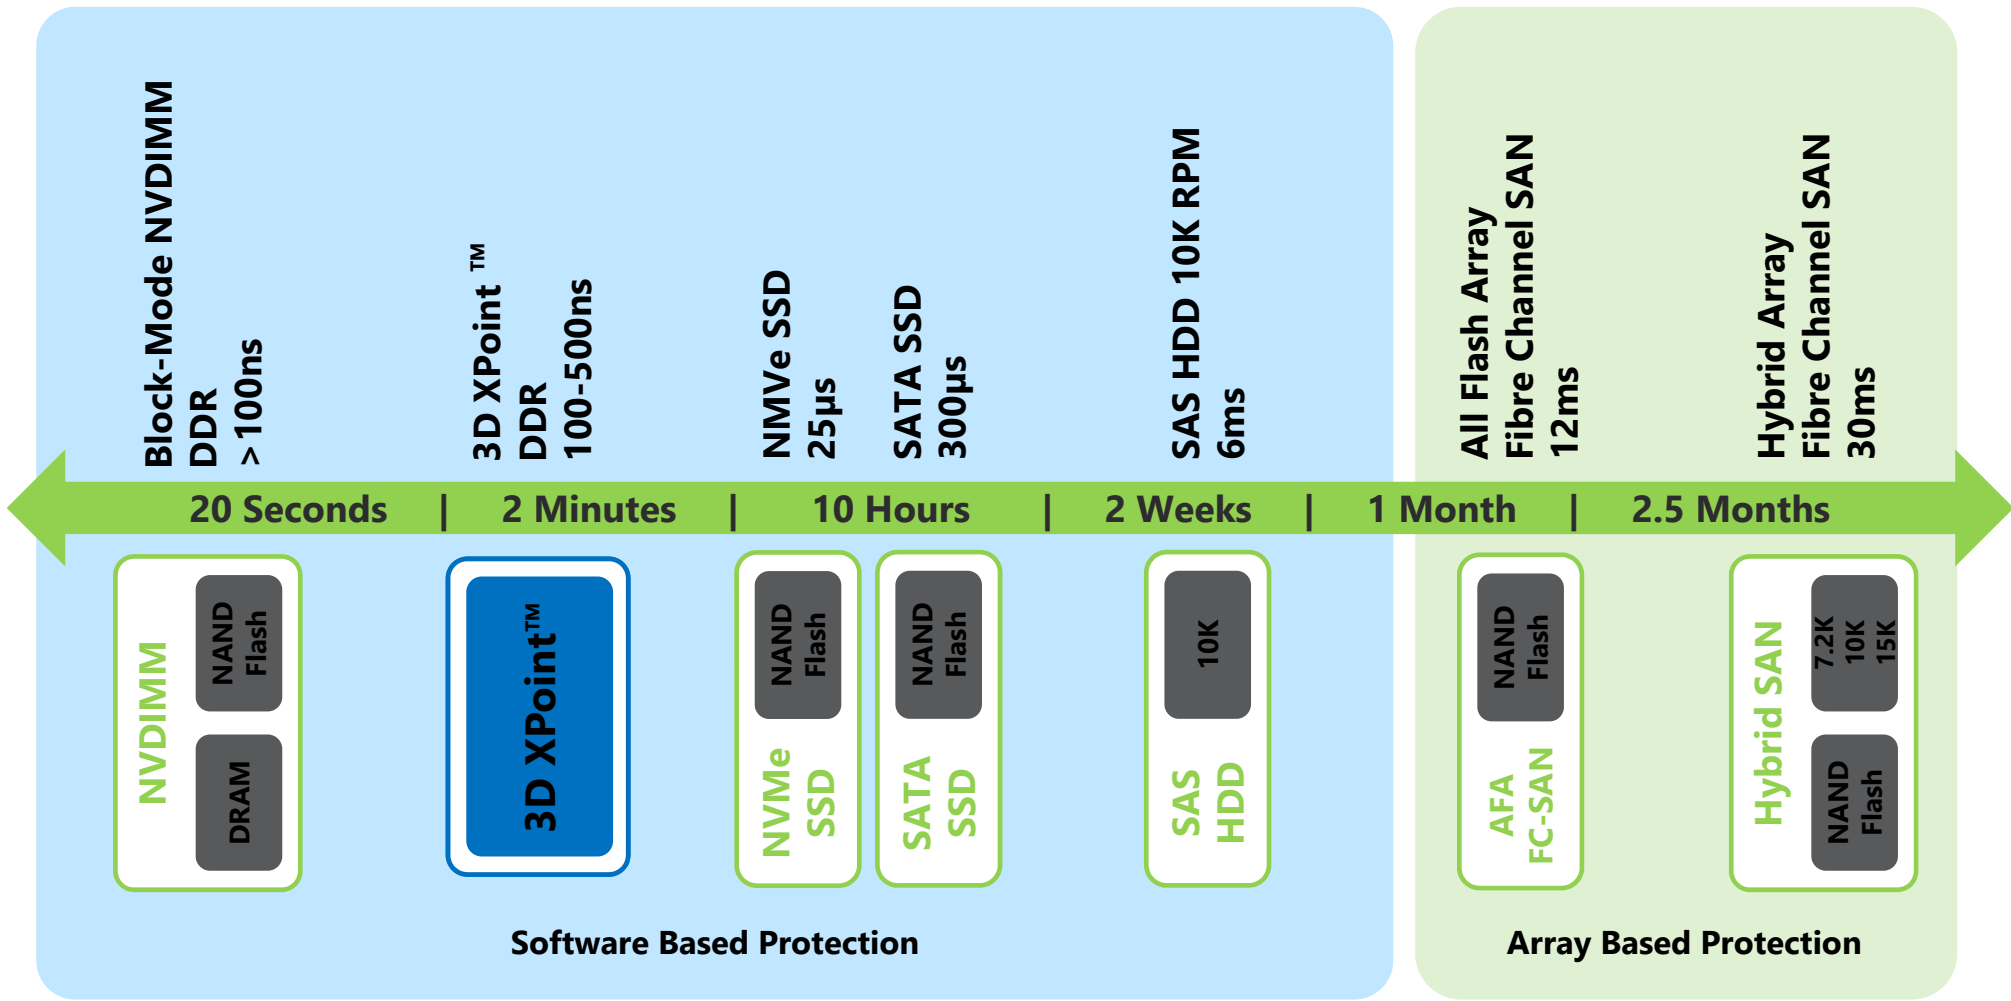 Block-Mode NVDIMM
DDR
>100ns
3D XPoint ™
DDR
100-500ns
NMVe SSD
25µs
SATA SSD
300µs
SAS HDD 10K RPM
6ms
All Flash Array
Fibre Channel SAN
12ms
Hybrid Array
Fibre Channel SAN
30ms
20 Seconds | 2 Minutes | 10 Hours | 2 Weeks | 1 Month | 2.5 Months
NVDIMM
NAND
Flash
DRAM
3D XPoint™
NVMe
SSD
NAND
Flash
SATA
SSD
NAND
Flash
SAS
HDD
10K
AFA
FC-SAN
NAND
Flash
Hybrid SAN
7.2K
10K
15K
NAND
Flash
Software Based Protection
Array Based Protection